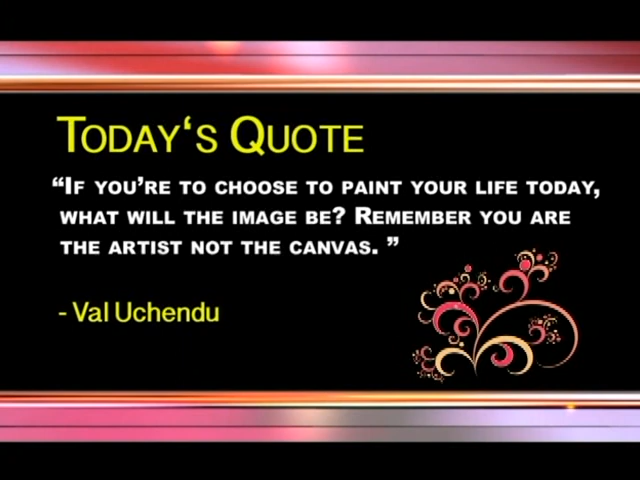 Today‘s Quote
“If you’re to choose to paint your life today,
what will the image be? Remember you are
the artist not the canvas. ”
- Val Uchendu